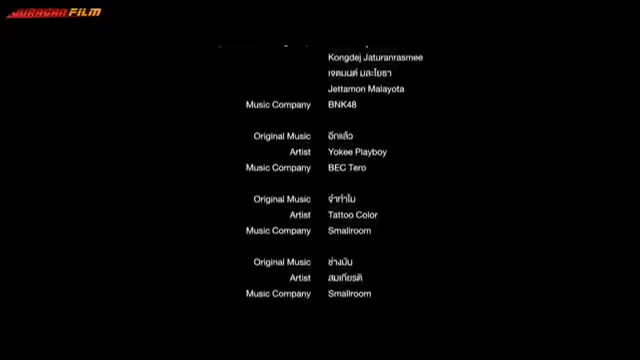 JURAGAN FILM
Kongdej Jaturanrasmee
เจตมนต์ มละโยธา
Jettamon Malayota
Music Company BNK48
Original Music อีกแล้ว
Artist Yokee Playboy
Music Company BEC Tero
Original Music จำทำไม
Artist Tattoo Color
Music Company Smallroom
Original Music ช่างมัน
Artist สมเกียรติ
Music Company Smallroom